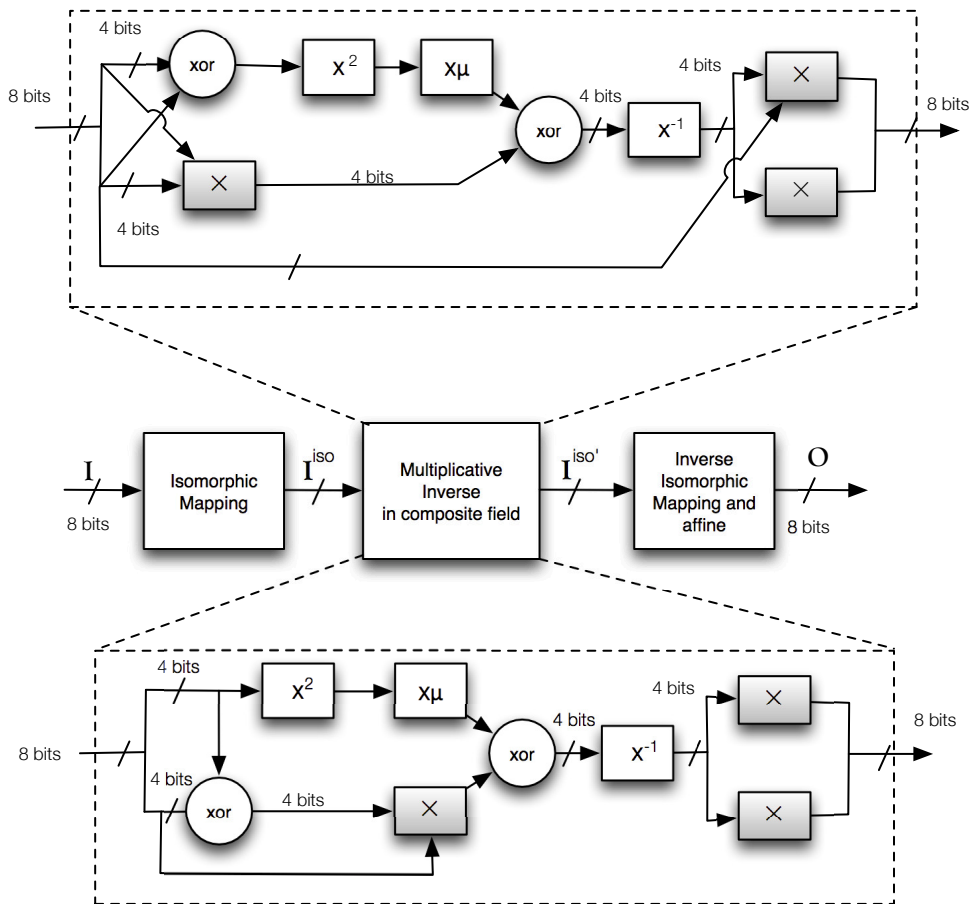 4 bits
xor
x²
xμ
8 bits
4 bits
4 bits
8 bits
xor
x⁻¹
×
×
4 bits
×
4 bits
I
8 bits
Isomorphic
Mapping
I^iso
Multiplicative
Inverse
in composite field
I^iso'
Inverse
Isomorphic
Mapping and
affine
O
8 bits
4 bits
x²
xμ
4 bits
×
8 bits
4 bits
xor
x⁻¹
8 bits
4 bits
xor
4 bits
×
×